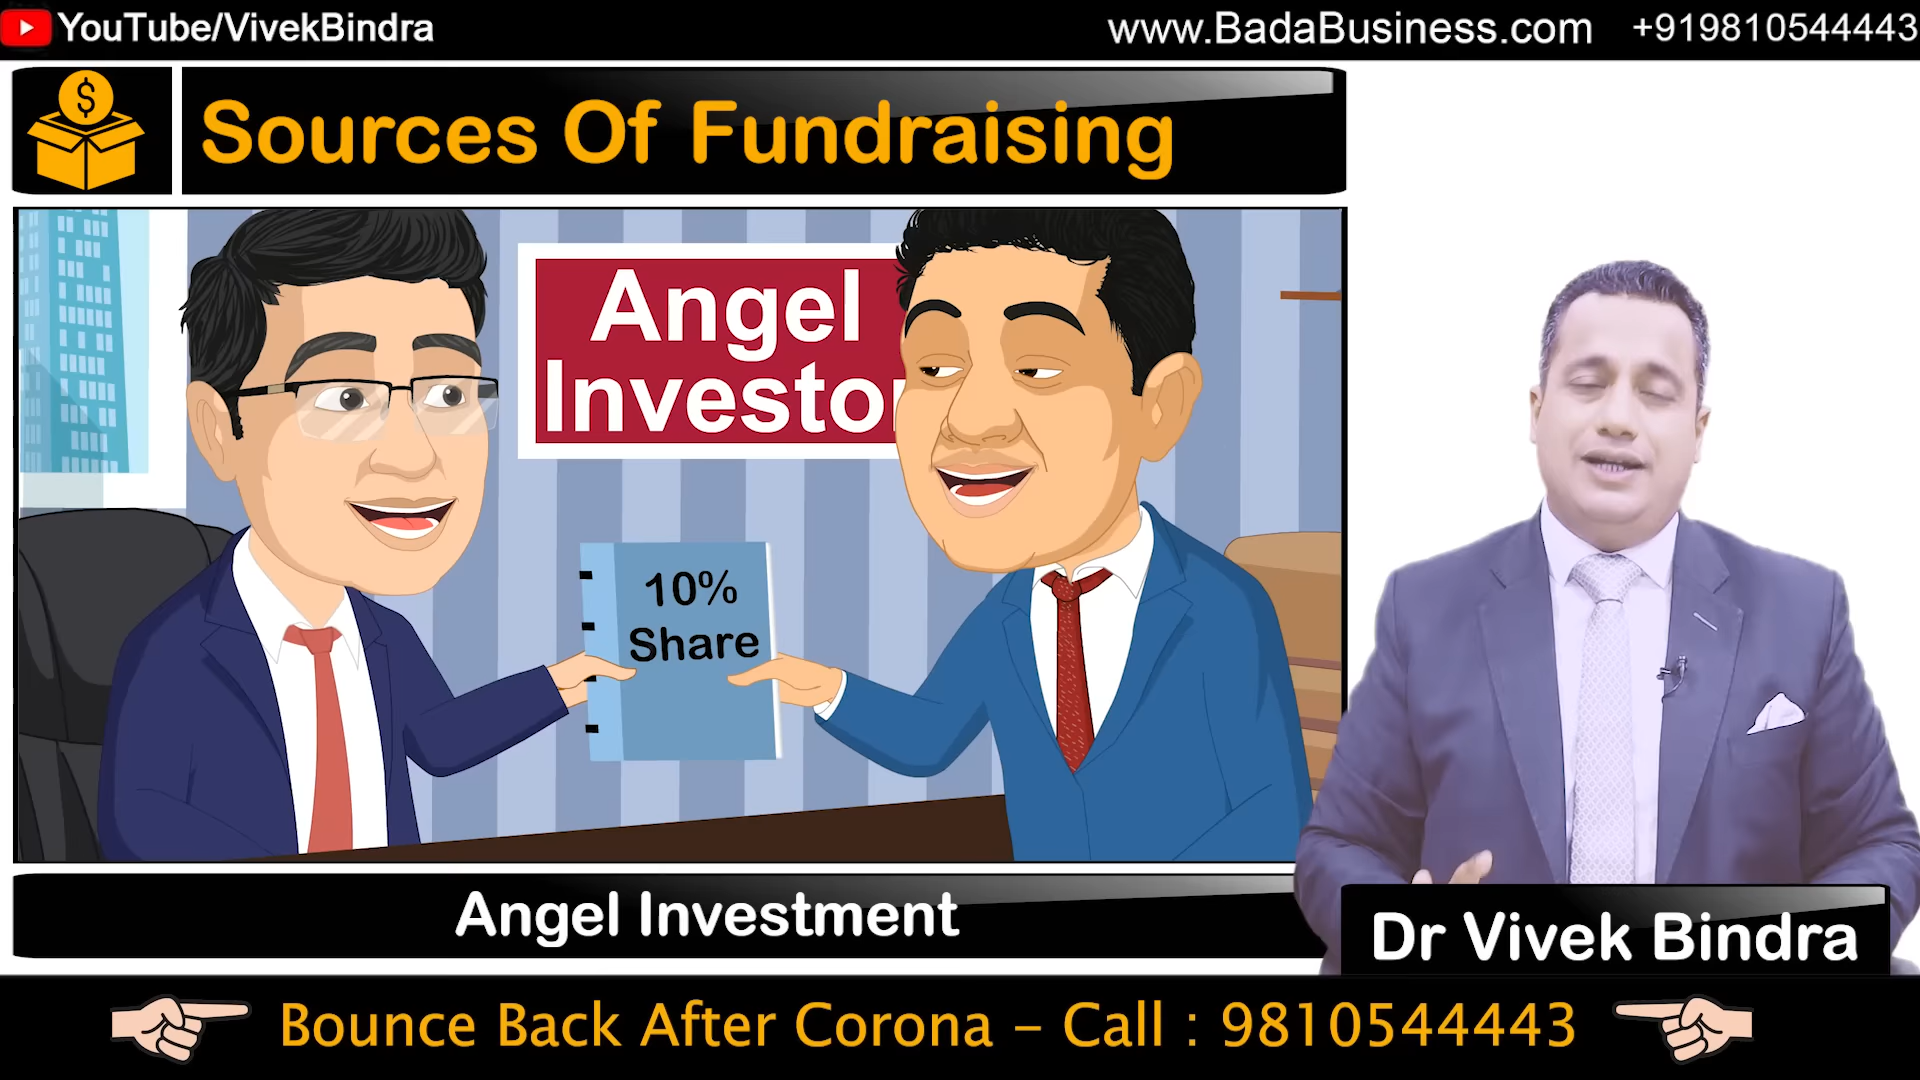 YouTube/VivekBindra
www.BadaBusiness.com +919810544443
$
Sources Of Fundraising
Angel
Investor
10%
Share
Angel Investment
Dr Vivek Bindra
Bounce Back After Corona – Call : 9810544443